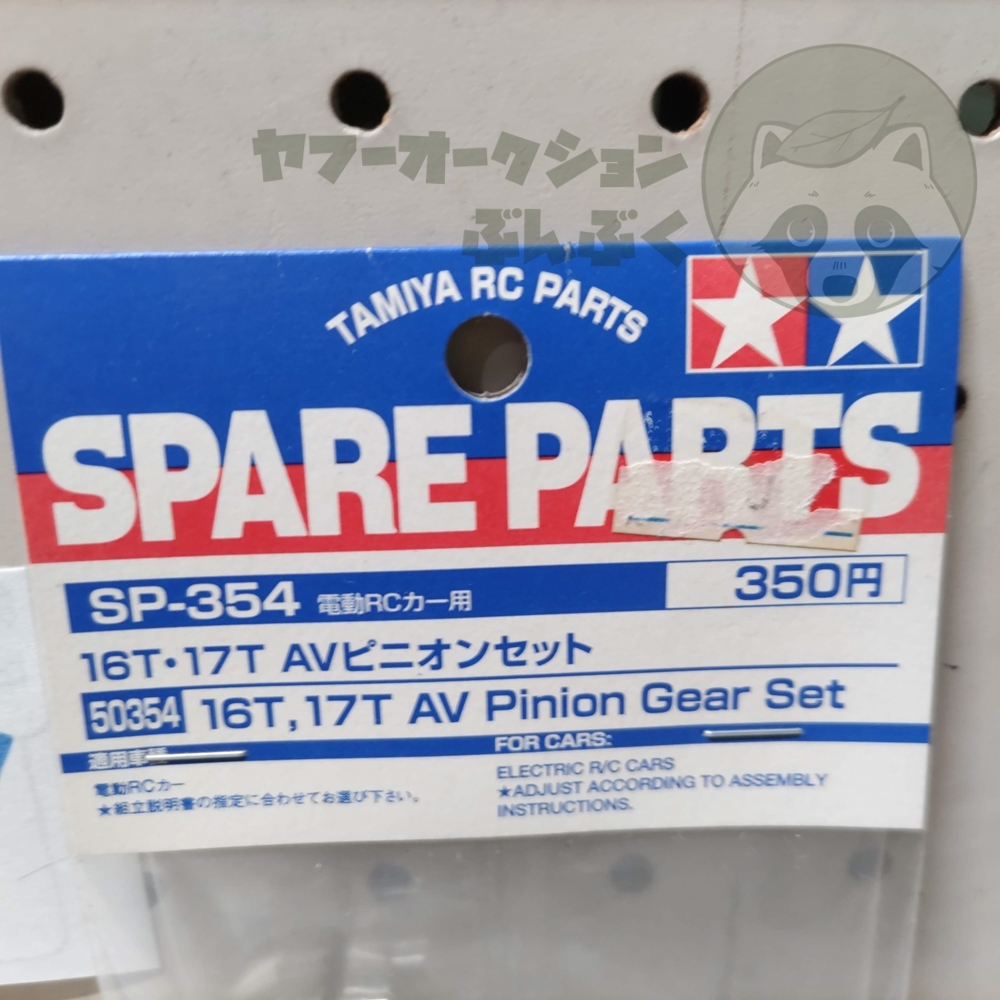 ヤフーオークション
ぶんぶく
TAMIYA RC PARTS
SPARE PARTS
SP-354 電動RCカー用 350円
16T・17T AVピニオンセット
50354 16T,17T AV Pinion Gear Set
適用車種 FOR CARS:
電動RCカー
★組立説明書の指定に合わせてお選び下さい。
ELECTRIC R/C CARS
★ADJUST ACCORDING TO ASSEMBLY
INSTRUCTIONS.